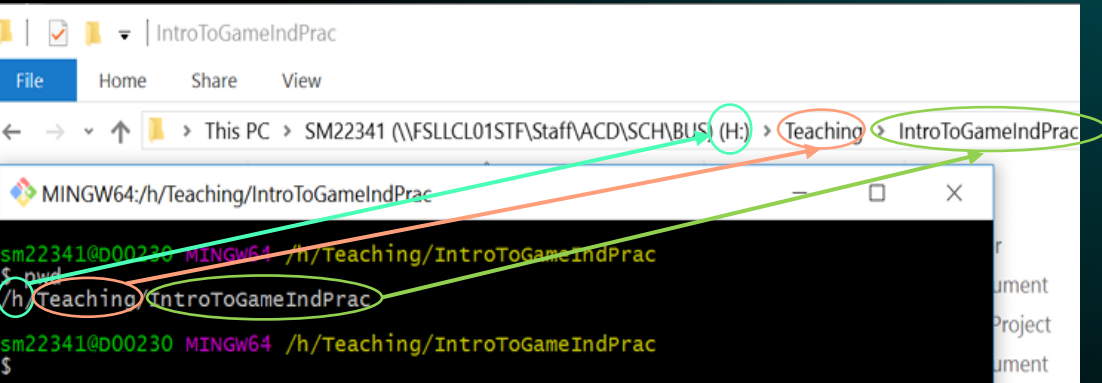 IntroToGameIndPrac
File Home Share View
This PC > SM22341 (\\FSLLCL01STF\Staff\ACD\SCH\BUS) (H:) > Teaching > IntroToGameIndPrac
MINGW64:/h/Teaching/IntroToGameIndPrac
sm22341@D00230 MINGW64 /h/Teaching/IntroToGameIndPrac
$ pwd
/h/Teaching/IntroToGameIndPrac
sm22341@D00230 MINGW64 /h/Teaching/IntroToGameIndPrac
$
r
ument
Project
ument